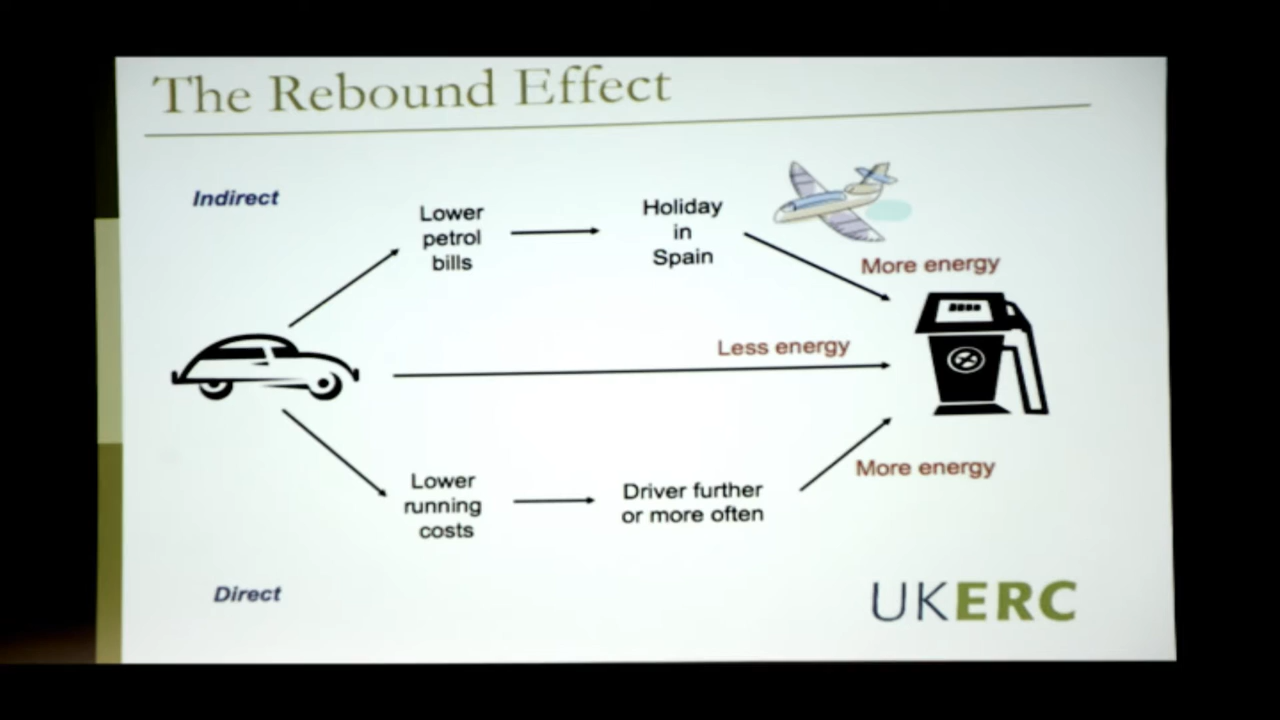 The Rebound Effect
Indirect
Lower
petrol
bills
Holiday
in
Spain
More energy
Less energy
Lower
running
costs
Driver further
or more often
More energy
Direct
UKERC